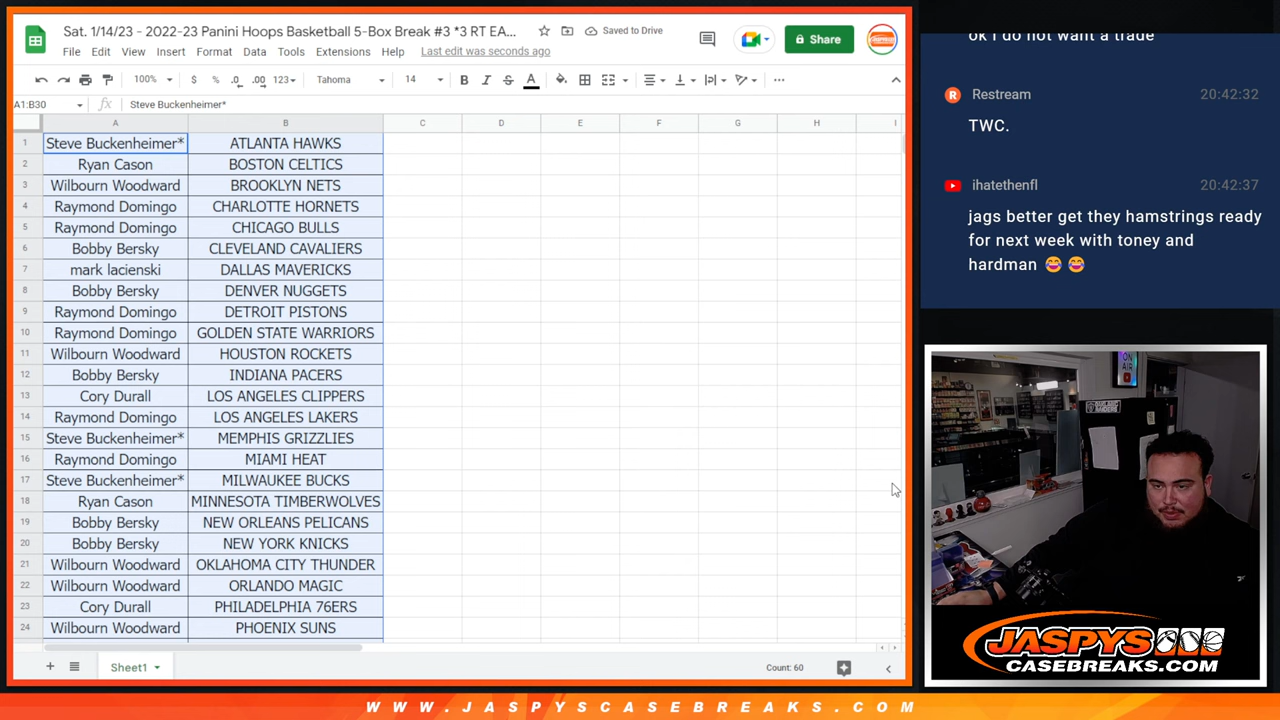 Sat. 1/14/23 - 2022-23 Panini Hoops Basketball 5-Box Break #3 *3 RT EA...
Saved to Drive
Share
File Edit View Insert Format Data Tools Extensions Help Last edit was seconds ago
100% $ % .0 .00 123 Tahoma 14 B I S A
A1:B30 fx Steve Buckenheimer*
A B C D E F G H I
1 Steve Buckenheimer* ATLANTA HAWKS
2 Ryan Cason BOSTON CELTICS
3 Wilbourn Woodward BROOKLYN NETS
4 Raymond Domingo CHARLOTTE HORNETS
5 Raymond Domingo CHICAGO BULLS
6 Bobby Bersky CLEVELAND CAVALIERS
7 mark lacienski DALLAS MAVERICKS
8 Bobby Bersky DENVER NUGGETS
9 Raymond Domingo DETROIT PISTONS
10 Raymond Domingo GOLDEN STATE WARRIORS
11 Wilbourn Woodward HOUSTON ROCKETS
12 Bobby Bersky INDIANA PACERS
13 Cory Durall LOS ANGELES CLIPPERS
14 Raymond Domingo LOS ANGELES LAKERS
15 Steve Buckenheimer* MEMPHIS GRIZZLIES
16 Raymond Domingo MIAMI HEAT
17 Steve Buckenheimer* MILWAUKEE BUCKS
18 Ryan Cason MINNESOTA TIMBERWOLVES
19 Bobby Bersky NEW ORLEANS PELICANS
20 Bobby Bersky NEW YORK KNICKS
21 Wilbourn Woodward OKLAHOMA CITY THUNDER
22 Wilbourn Woodward ORLANDO MAGIC
23 Cory Durall PHILADELPHIA 76ERS
24 Wilbourn Woodward PHOENIX SUNS
Sheet1
Count: 60
ok i do not want a trade
Restream 20:42:32
TWC.
ihatethenfl 20:42:37
jags better get they hamstrings ready
for next week with toney and
hardman 😂 😂
ON
AIR
JASPYS
CASEBREAKS.COM
WWW.JASPYSCASEBREAKS.COM